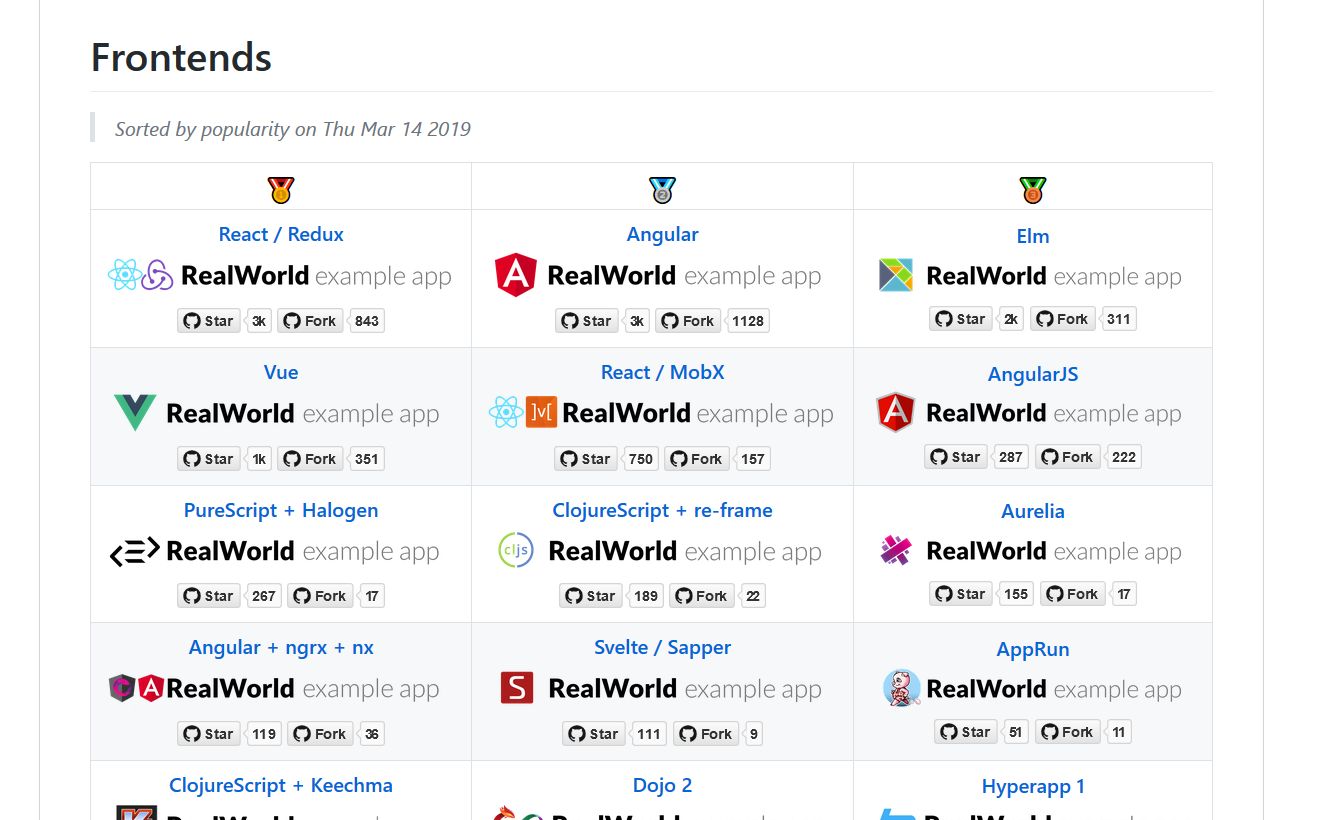 Frontends
Sorted by popularity on Thu Mar 14 2019
1 2 3
React / Redux Angular Elm
RealWorld example app RealWorld example app RealWorld example app
Star 3k Fork 843 Star 3k Fork 1128 Star 2k Fork 311
Vue React / MobX AngularJS
RealWorld example app ]v[ RealWorld example app RealWorld example app
Star 1k Fork 351 Star 750 Fork 157 Star 287 Fork 222
PureScript + Halogen ClojureScript + re-frame Aurelia
RealWorld example app cljs RealWorld example app RealWorld example app
Star 267 Fork 17 Star 189 Fork 22 Star 155 Fork 17
Angular + ngrx + nx Svelte / Sapper AppRun
RealWorld example app S RealWorld example app RealWorld example app
Star 119 Fork 36 Star 111 Fork 9 Star 51 Fork 11
ClojureScript + Keechma Dojo 2 Hyperapp 1